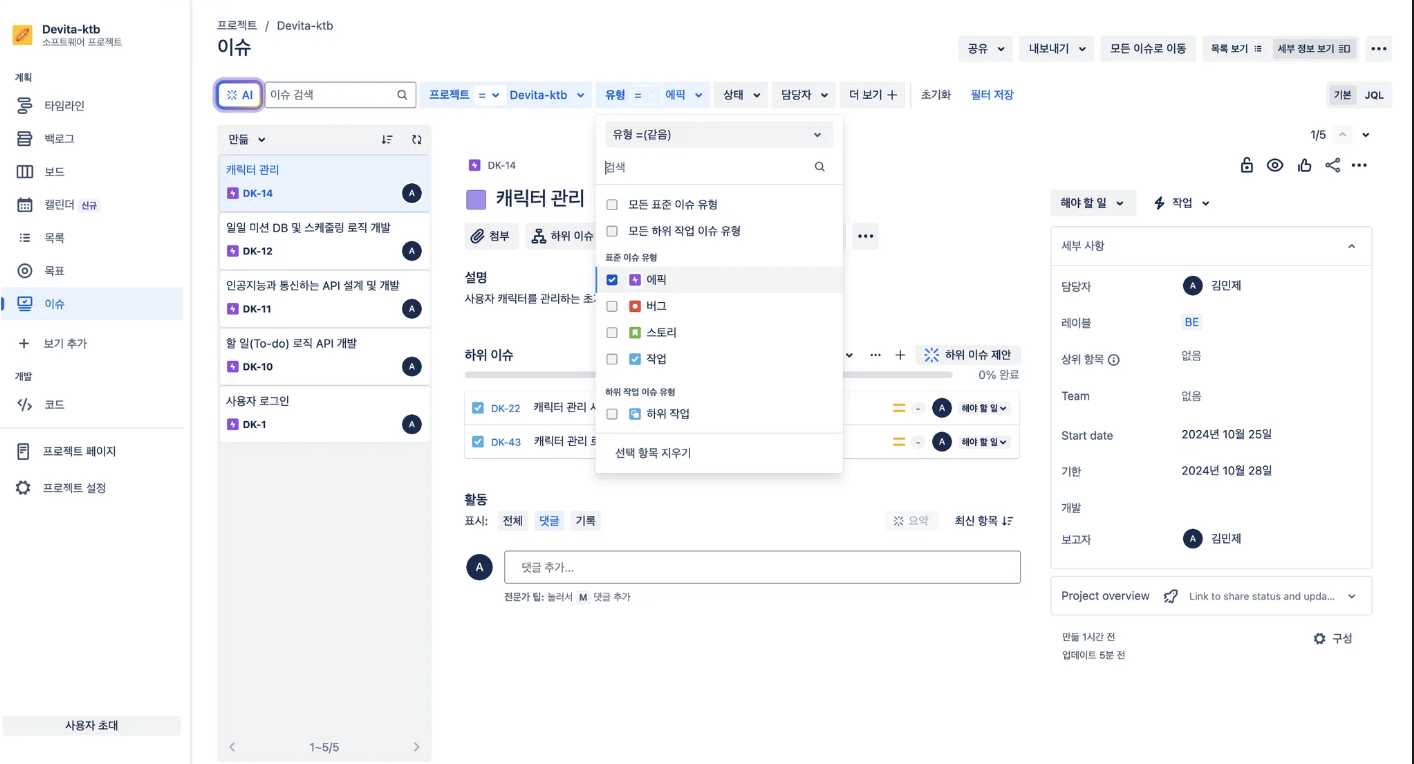 Devita-ktb
소프트웨어 프로젝트
계획
타임라인
백로그
보드
캘린더 신규
목록
목표
이슈
보기 추가
개발
코드
프로젝트 페이지
프로젝트 설정
사용자 초대
프로젝트 / Devita-ktb
이슈
공유
내보내기
모든 이슈로 이동
목록 보기
세부 정보 보기
AI
이슈 검색
프로젝트 = Devita-ktb
유형 = 에픽
상태
담당자
더 보기
초기화
필터 저장
기본
JQL
만듦
캐릭터 관리
DK-14
A
일일 미션 DB 및 스케줄링 로직 개발
DK-12
A
인공지능과 통신하는 API 설계 및 개발
DK-11
A
할 일(To-do) 로직 API 개발
DK-10
A
사용자 로그인
DK-1
A
1~5/5
DK-14
캐릭터 관리
첨부
하위 이슈
설명
사용자 캐릭터를 관리하는
하위 이슈
하위 이슈 제안
0% 완료
DK-22 캐릭터 관리 - A 해야 할 일
DK-43 캐릭터 관리 - A 해야 할 일
유형 =(같음)
검색
모든 표준 이슈 유형
모든 하위 작업 이슈 유형
표준 이슈 유형
에픽
버그
스토리
작업
하위 작업 이슈 유형
하위 작업
선택 항목 지우기
활동
표시: 전체 댓글 기록
요약
최신 항목
A
댓글 추가...
전문가 팁: 눌러서 M 댓글 추가
1/5
해야 할 일
작업
세부 사항
담당자 A 김민제
레이블 BE
상위 항목 없음
Team 없음
Start date 2024년 10월 25일
기한 2024년 10월 28일
개발
보고자 A 김민제
Project overview Link to share status and upda...
만듦 1시간 전
업데이트 5분 전
구성